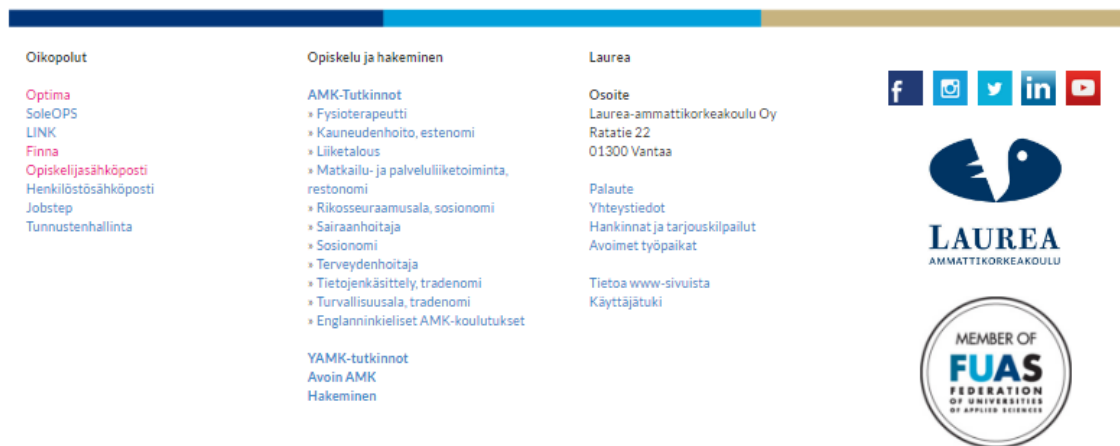 Oikopolut
Optima
SoleOPS
LINK
Finna
Opiskelijasähköposti
Henkilöstösähköposti
Jobstep
Tunnustenhallinta
Opiskelu ja hakeminen
AMK-Tutkinnot
» Fysioterapeutti
» Kauneudenhoito, estenomi
» Liiketalous
» Matkailu- ja palveluliiketoiminta,
restonomi
» Rikosseuraamusala, sosionomi
» Sairaanhoitaja
» Sosionomi
» Terveydenhoitaja
» Tietojenkäsittely, tradenomi
» Turvallisuusala, tradenomi
» Englanninkieliset AMK-koulutukset
YAMK-tutkinnot
Avoin AMK
Hakeminen
Laurea
Osoite
Laurea-ammattikorkeakoulu Oy
Ratatie 22
01300 Vantaa
Palaute
Yhteystiedot
Hankinnat ja tarjouskilpailut
Avoimet työpaikat
Tietoa www-sivuista
Käyttäjätuki
f
in
LAUREA
AMMATTIKORKEAKOULU
MEMBER OF
FUAS
FEDERATION
OF UNIVERSITIES
OF APPLIED SCIENCES